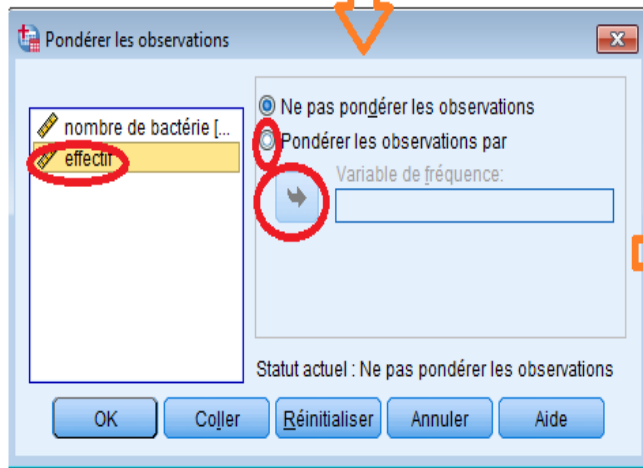 Pondérer les observations
nombre de bactérie [...
effectif
Ne pas pondérer les observations
Pondérer les observations par
Variable de fréquence:
Statut actuel : Ne pas pondérer les observations
OK
Coller
Réinitialiser
Annuler
Aide